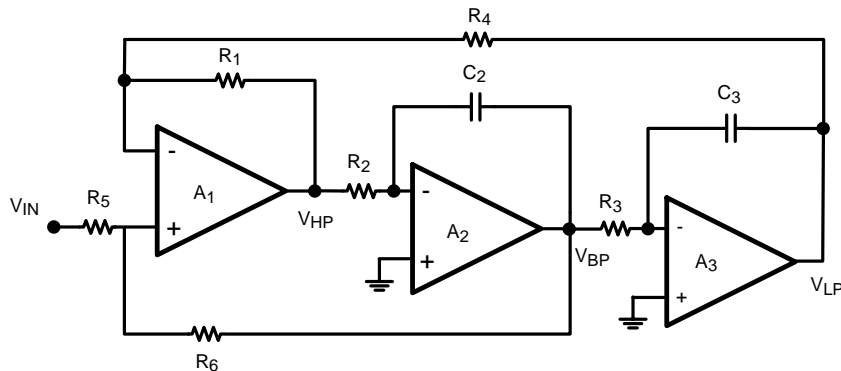 R4
R1
C2
C3
-
A1
+
VIN
R5
VHP
R2
-
A2
+
VBP
R3
-
A3
+
VLP
R6